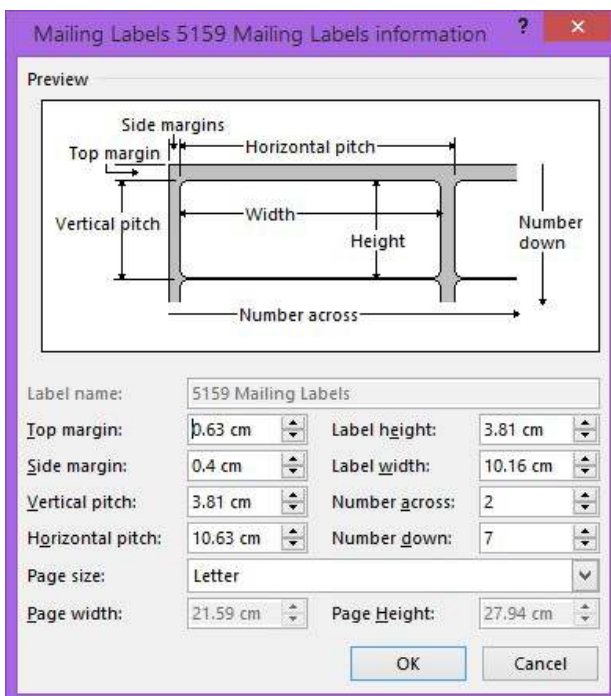 Mailing Labels 5159 Mailing Labels information ? ×
Preview
Side margins
Top margin
Horizontal pitch
Vertical pitch
Width
Height
Number
down
Number across
Label name: 5159 Mailing Labels
Top margin: 0.63 cm Label height: 3.81 cm
Side margin: 0.4 cm Label width: 10.16 cm
Vertical pitch: 3.81 cm Number across: 2
Horizontal pitch: 10.63 cm Number down: 7
Page size: Letter
Page width: 21.59 cm Page Height: 27.94 cm
OK Cancel